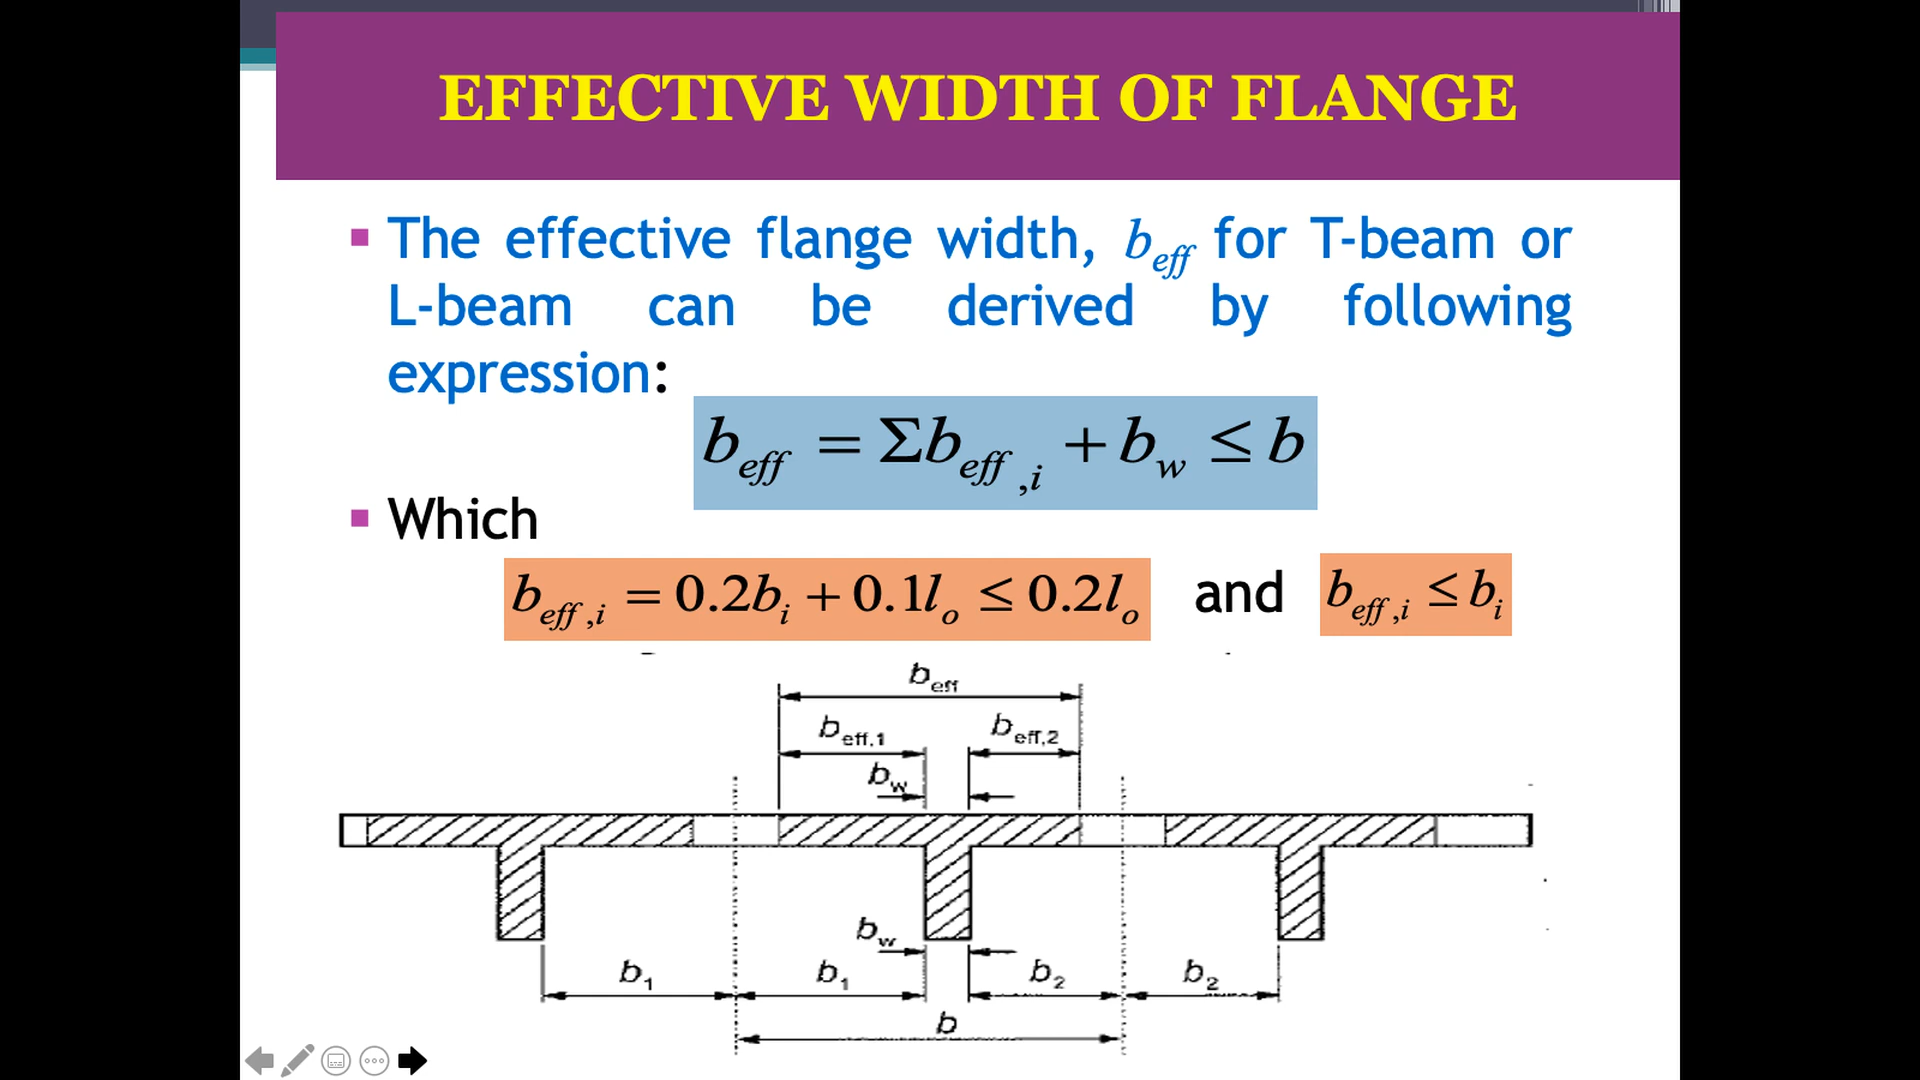 EFFECTIVE WIDTH OF FLANGE
▪ The effective flange width, b_eff for T-beam or
L-beam can be derived by following
expression:
b_eff = Σb_eff,i + b_w ≤ b
▪ Which
b_eff,i = 0.2b_i + 0.1l_o ≤ 0.2l_o and b_eff,i ≤ b_i
b_eff
b_eff,1 b_eff,2
b_w
b_w
b_1 b_1 b_2 b_2
b